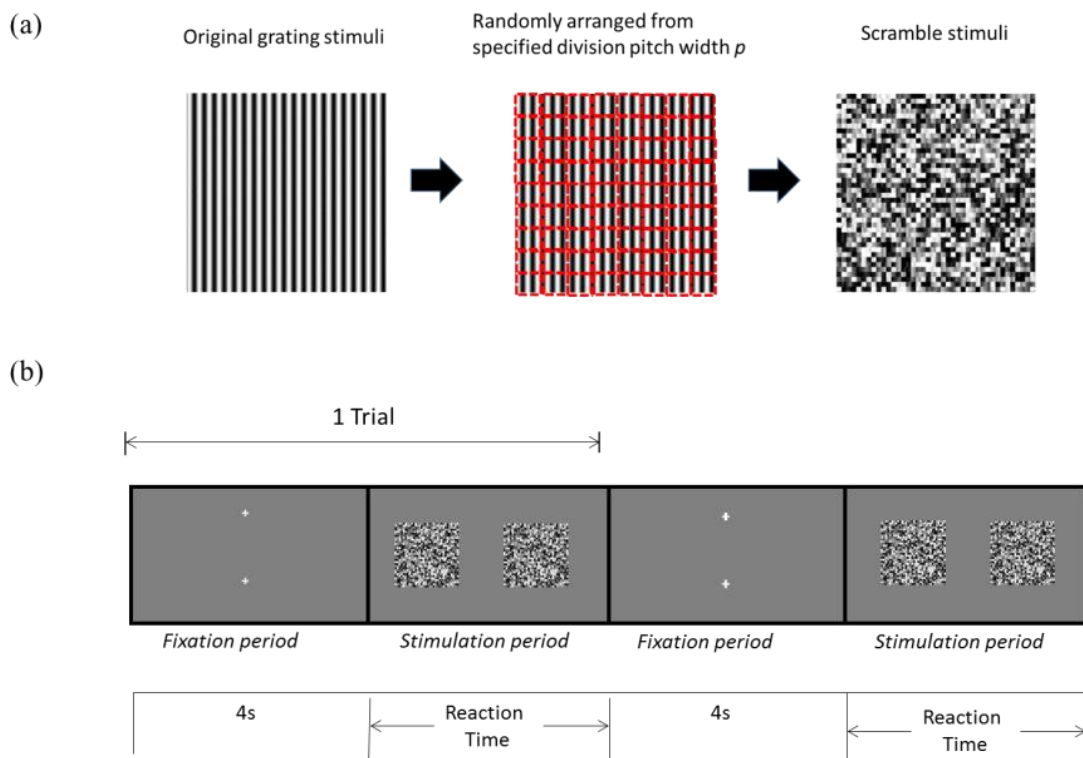 (a)
Original grating stimuli
Randomly arranged from
specified division pitch width p
Scramble stimuli
(b)
1 Trial
Fixation period
Stimulation period
Fixation period
Stimulation period
4s
Reaction
Time
4s
Reaction
Time